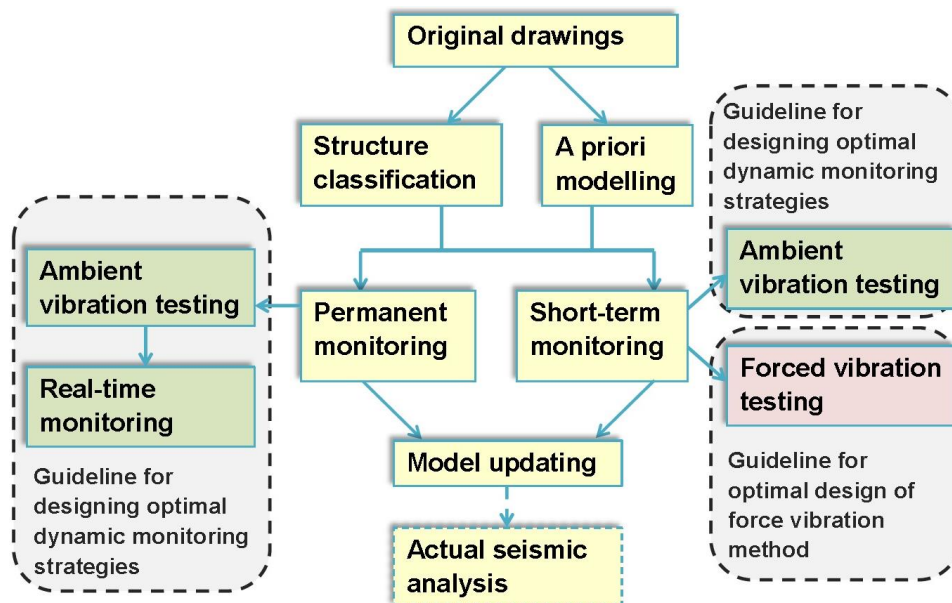 Original drawings
Structure
classification
A priori
modelling
Guideline for
designing optimal
dynamic monitoring
strategies
Ambient
vibration testing
Ambient
vibration testing
Permanent
monitoring
Short-term
monitoring
Real-time
monitoring
Forced vibration
testing
Guideline for
designing optimal
dynamic monitoring
strategies
Model updating
Guideline for
optimal design of
force vibration
method
Actual seismic
analysis